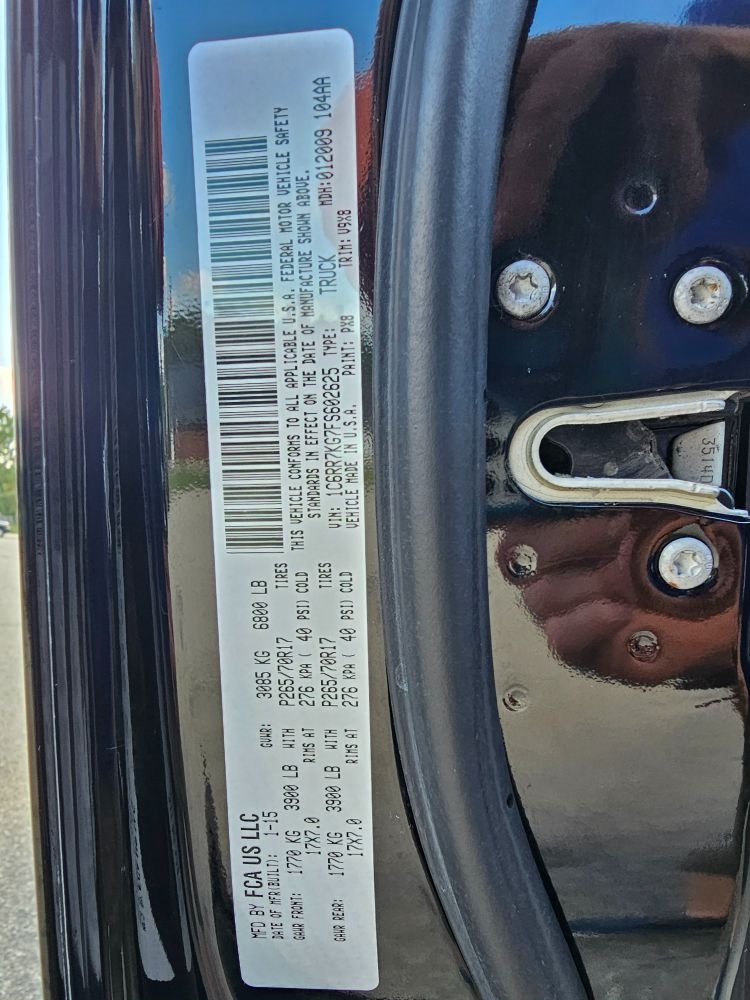 MFD BY FCA US LLC
DATE OF MFR(BUILT): 1-15 GVWR: 3085 KG 6800 LB
GAWR FRONT: 1770 KG 3900 LB WITH P265/70R17 TIRES
17X7.0 RIMS AT 276 KPA ( 40 PSI) COLD
GAWR REAR: 1770 KG 3900 LB WITH P265/70R17 TIRES
17X7.0 RIMS AT 276 KPA ( 40 PSI) COLD
THIS VEHICLE CONFORMS TO ALL APPLICABLE U.S.A. FEDERAL MOTOR VEHICLE SAFETY
STANDARDS IN EFFECT ON THE DATE OF MANUFACTURE SHOWN ABOVE.
VIN: 1C6RR7KG7FS602625 TYPE: TRUCK MDH:012009 104AA
VEHICLE MADE IN U.S.A. PAINT: PX8 TRIM: V9X8